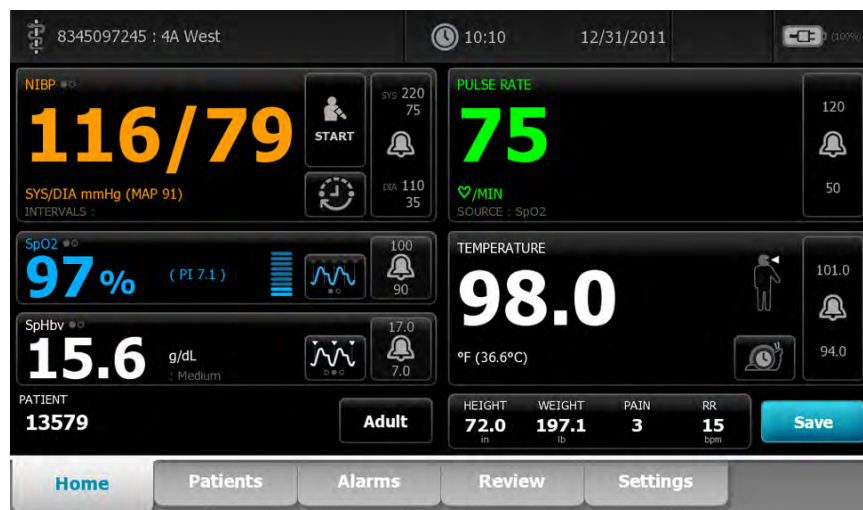 8345097245 : 4A West
10:10
12/31/2011
(100%)
NIBP
116/79
START
SYS 220
75
DIA 110
35
SYS/DIA mmHg (MAP 91)
INTERVALS :
PULSE RATE
75
/MIN
SOURCE : SpO2
120
50
SpO2
97%
( PI 7.1 )
100
90
TEMPERATURE
98.0
°F (36.6°C)
101.0
94.0
SpHbv
15.6
g/dL
: Medium
17.0
7.0
PATIENT
13579
Adult
HEIGHT WEIGHT PAIN RR
72.0 197.1 3 15
in lb bpm
Save
Home Patients Alarms Review Settings